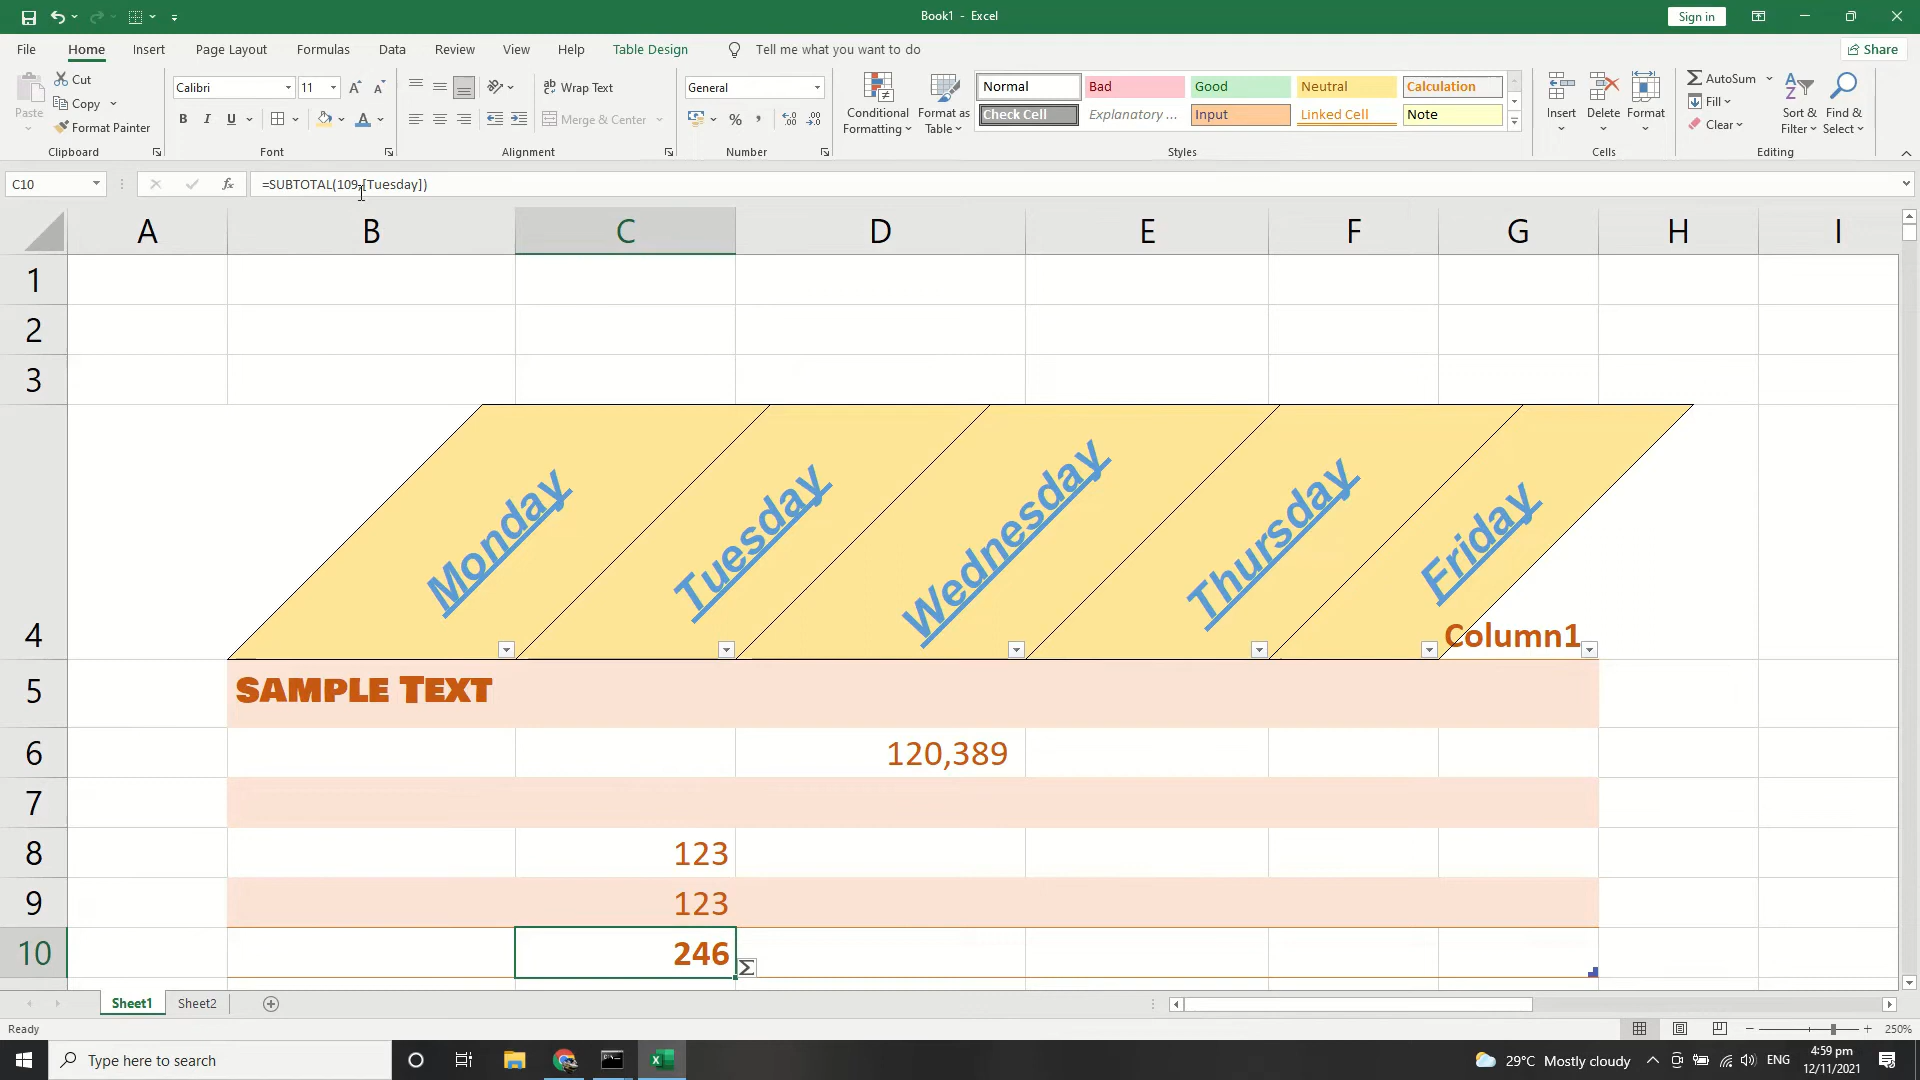 Book1 - Excel
Sign in
File Home Insert Page Layout Formulas Data Review View Help Table Design Tell me what you want to do Share
Paste
Cut
Copy
Format Painter
Clipboard
Calibri 11
B I U
Font
Wrap Text
Merge & Center
Alignment
General
Number
Conditional Formatting
Format as Table
Normal Bad Good Neutral Calculation
Check Cell Explanatory ... Input Linked Cell Note
Styles
Insert Delete Format
Cells
AutoSum
Fill
Clear
Sort & Filter
Find & Select
Editing
C10 fx =SUBTOTAL(109,[Tuesday])
A B C D E F G H I
1
2
3
4 Monday Tuesday Wednesday Thursday Friday Column1
5 SAMPLE TEXT
6 120,389
7
8 123
9 123
10 246
Sheet1 Sheet2
Ready 250%
Type here to search
29°C Mostly cloudy
ENG
4:59 pm
12/11/2021